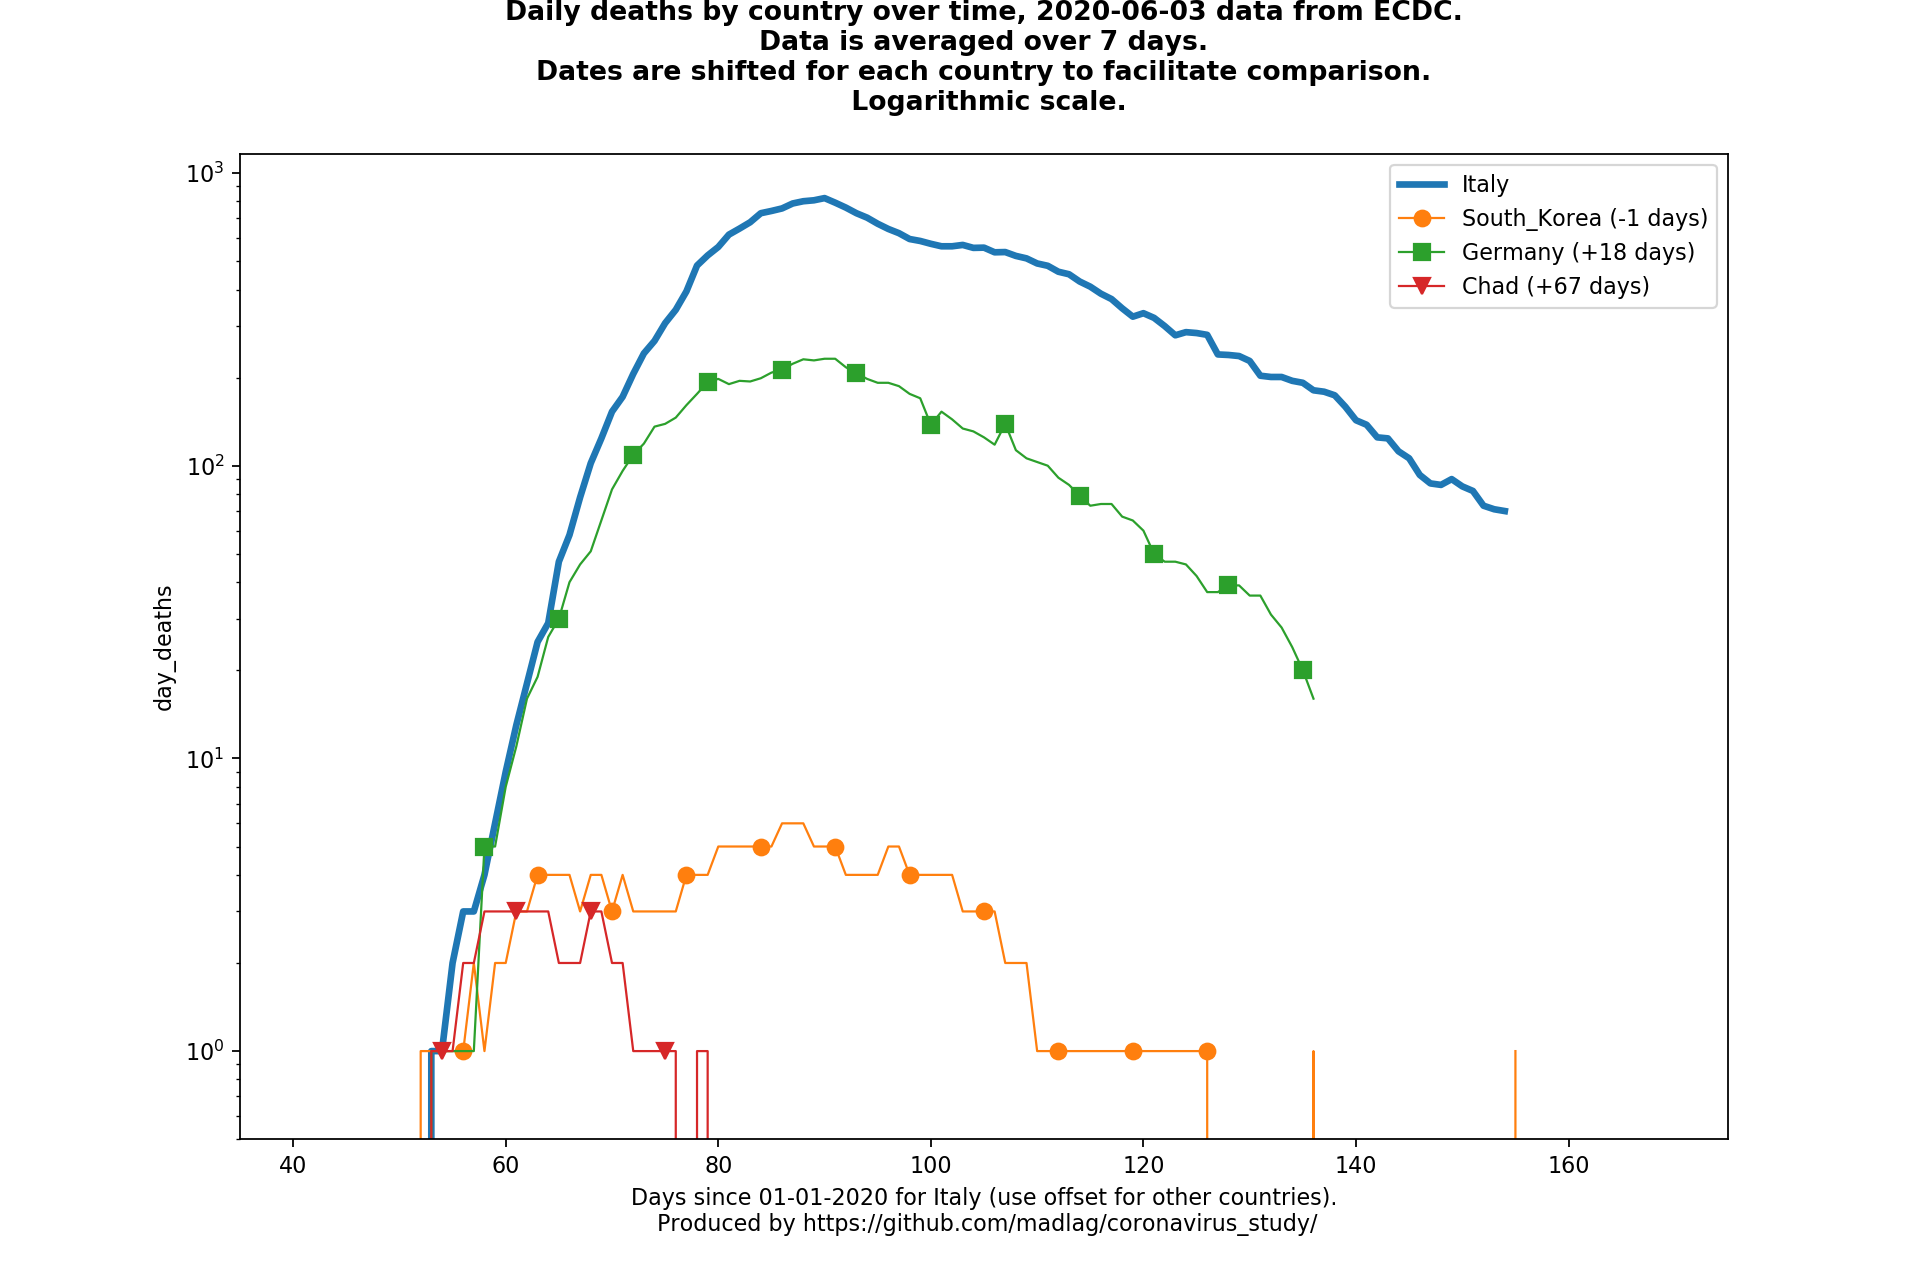 Daily deaths by country over time, 2020-06-03 data from ECDC.
Data is averaged over 7 days.
Dates are shifted for each country to facilitate comparison.
Logarithmic scale.
10³
10²
10¹
10⁰
day_deaths
Italy
South_Korea (-1 days)
Germany (+18 days)
Chad (+67 days)
40 60 80 100 120 140 160
Days since 01-01-2020 for Italy (use offset for other countries).
Produced by https://github.com/madlag/coronavirus_study/